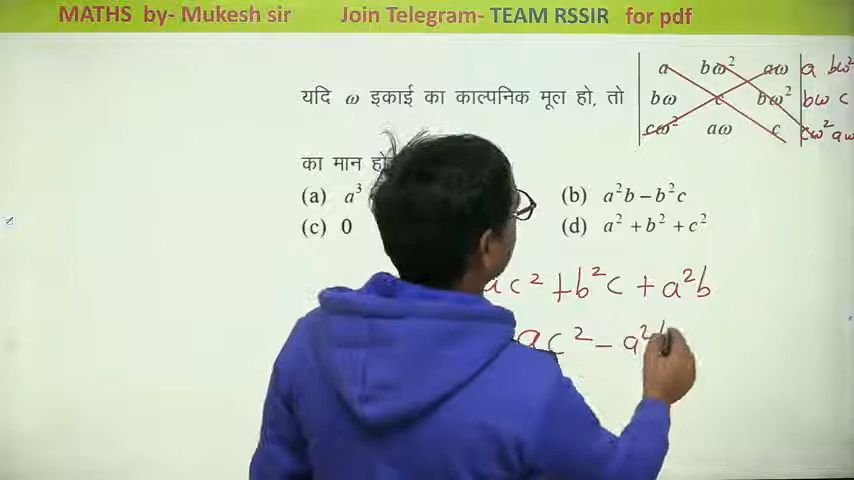 MATHS by- Mukesh sir Join Telegram- TEAM RSSIR for pdf
यदि ω इकाई का काल्पनिक मूल हो, तो
a bω² aω a bω²
bω c bω² bω c
cω² aω c cω² aω
का मान हो
(a) a³ (b) a²b – b²c
(c) 0 (d) a² + b² + c²
ac² + b²c + a²b
ac² – a²b